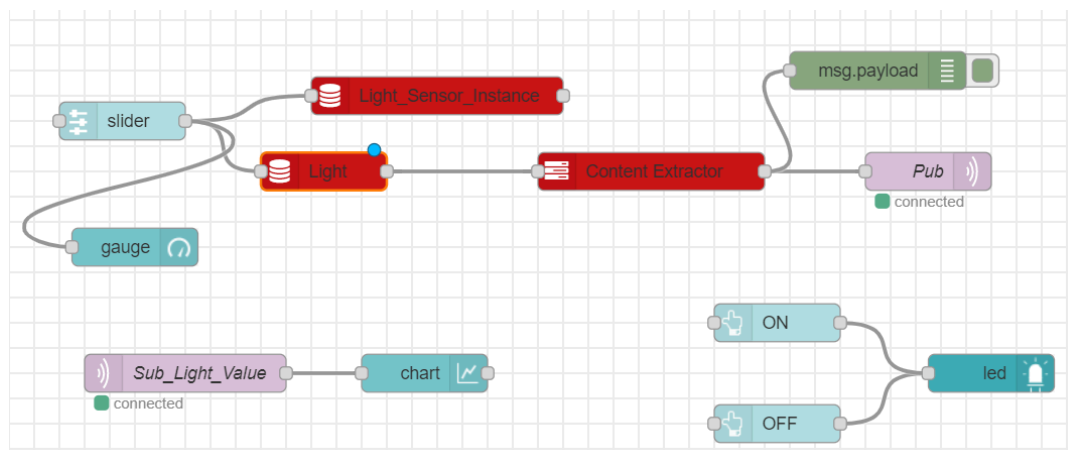 msg.payload
Light_Sensor_Instance
slider
Light
Content Extractor
Pub
connected
gauge
ON
Sub_Light_Value
chart
led
connected
OFF